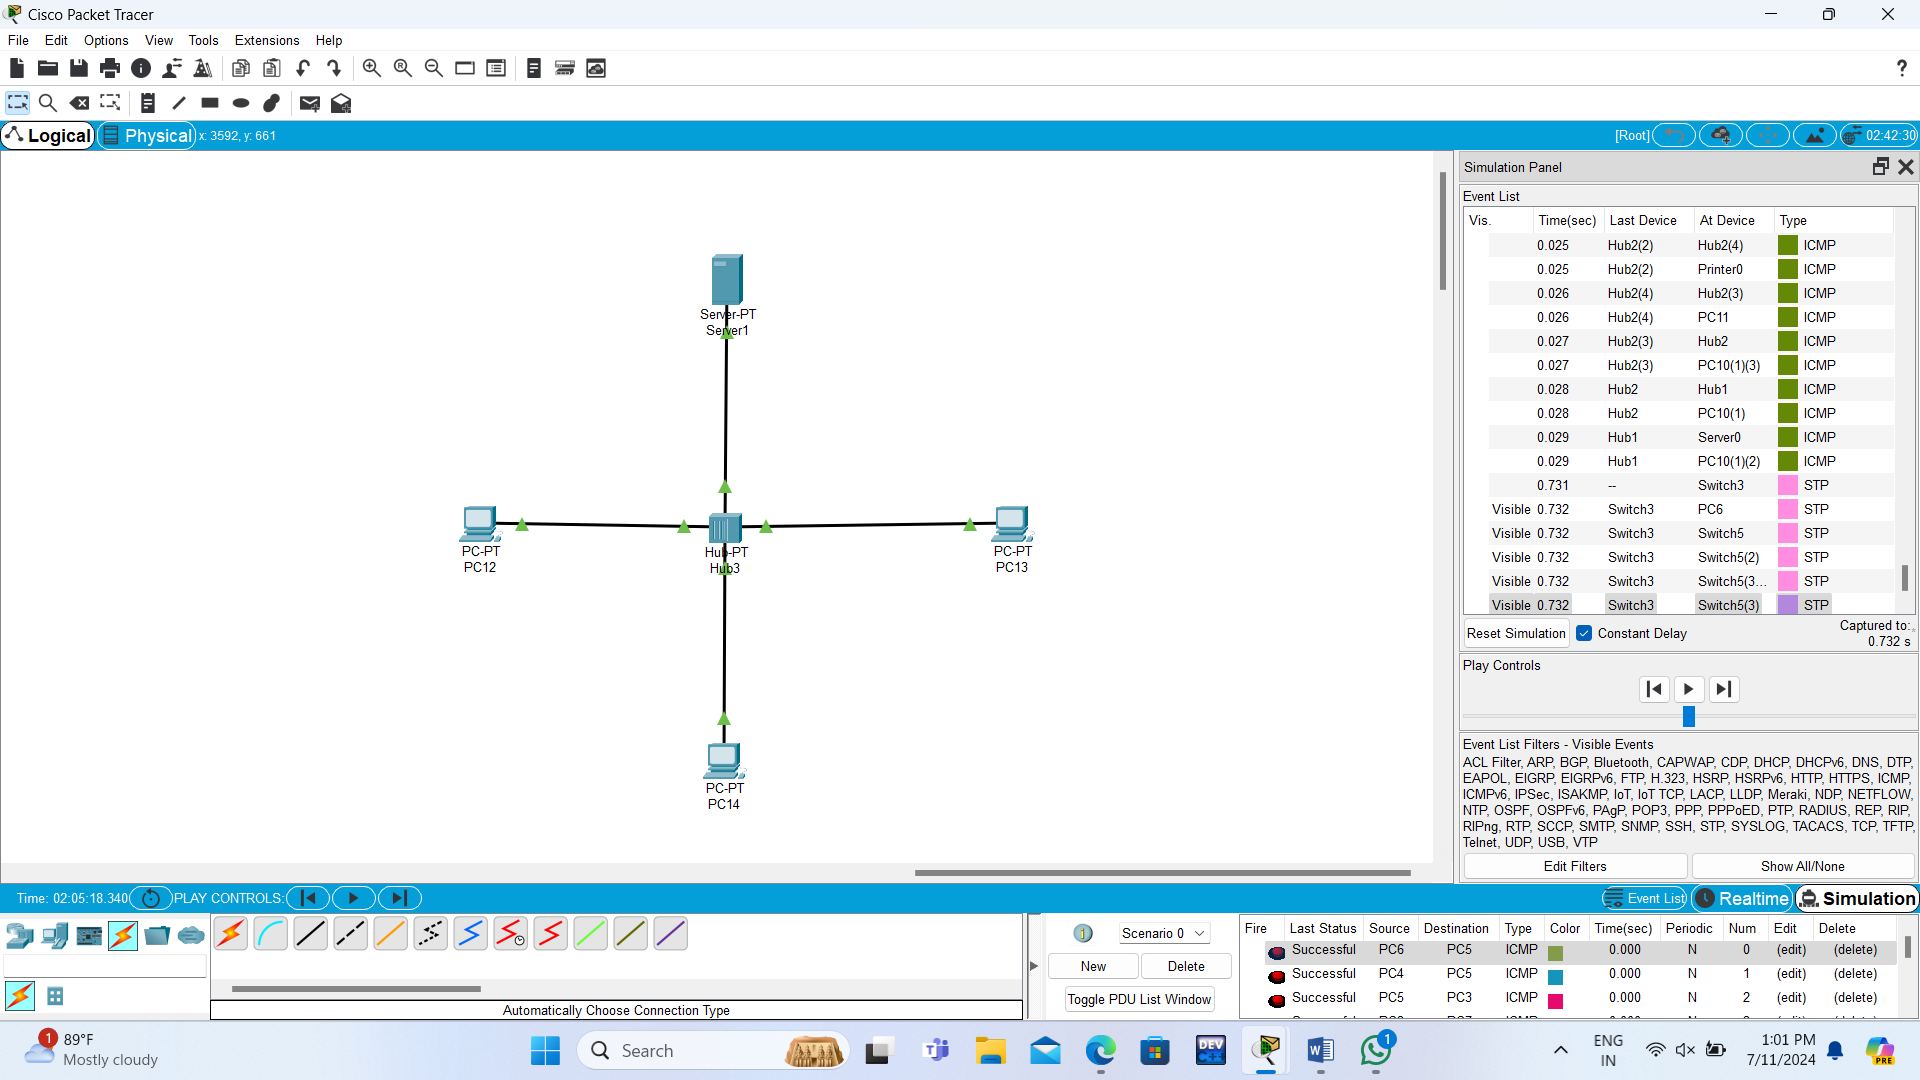 Cisco Packet Tracer
File Edit Options View Tools Extensions Help
?
Logical Physical x: 3592, y: 661 [Root] 02:42:30
Server-PT
Server1
PC-PT
PC12
Hub-PT
Hub3
PC-PT
PC13
PC-PT
PC14
Simulation Panel
Event List
Vis. Time(sec) Last Device At Device Type
0.025 Hub2(2) Hub2(4) ICMP
0.025 Hub2(2) Printer0 ICMP
0.026 Hub2(4) Hub2(3) ICMP
0.026 Hub2(4) PC11 ICMP
0.027 Hub2(3) Hub2 ICMP
0.027 Hub2(3) PC10(1)(3) ICMP
0.028 Hub2 Hub1 ICMP
0.028 Hub2 PC10(1) ICMP
0.029 Hub1 Server0 ICMP
0.029 Hub1 PC10(1)(2) ICMP
0.731 -- Switch3 STP
Visible 0.732 Switch3 PC6 STP
Visible 0.732 Switch3 Switch5 STP
Visible 0.732 Switch3 Switch5(2) STP
Visible 0.732 Switch3 Switch5(3... STP
Visible 0.732 Switch3 Switch5(3) STP
Reset Simulation Constant Delay Captured to:
0.732 s
Play Controls
Event List Filters - Visible Events
ACL Filter, ARP, BGP, Bluetooth, CAPWAP, CDP, DHCP, DHCPv6, DNS, DTP,
EAPOL, EIGRP, EIGRPv6, FTP, H.323, HSRP, HSRPv6, HTTP, HTTPS, ICMP,
ICMPv6, IPSec, ISAKMP, IoT, IoT TCP, LACP, LLDP, Meraki, NDP, NETFLOW,
NTP, OSPF, OSPFv6, PAgP, POP3, PPP, PPPoED, PTP, RADIUS, REP, RIP,
RIPng, RTP, SCCP, SMTP, SNMP, SSH, STP, SYSLOG, TACACS, TCP, TFTP,
Telnet, UDP, USB, VTP
Edit Filters Show All/None
Time: 02:05:18.340 PLAY CONTROLS: Event List Realtime Simulation
Automatically Choose Connection Type
Scenario 0
New Delete
Toggle PDU List Window
Fire Last Status Source Destination Type Color Time(sec) Periodic Num Edit Delete
Successful PC6 PC5 ICMP 0.000 N 0 (edit) (delete)
Successful PC4 PC5 ICMP 0.000 N 1 (edit) (delete)
Successful PC5 PC3 ICMP 0.000 N 2 (edit) (delete)
1 89°F
Mostly cloudy
Search
DEV
1
ENG
IN
1:01 PM
7/11/2024
PRE